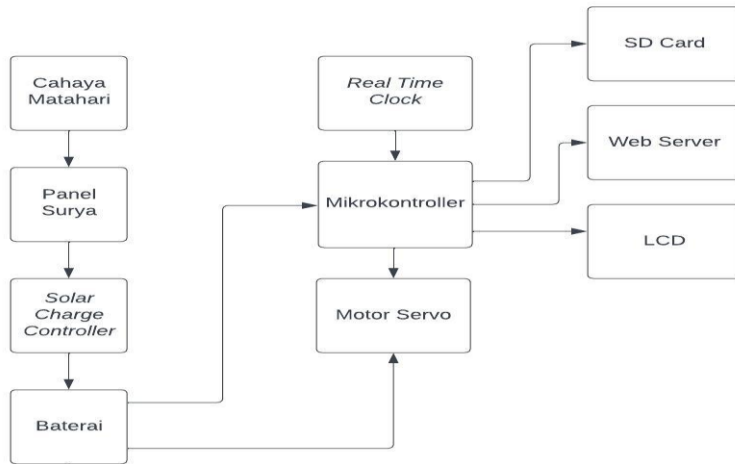 Cahaya
Matahari
Panel
Surya
Solar
Charge
Controller
Baterai
Real Time
Clock
Mikrokontroller
Motor Servo
SD Card
Web Server
LCD